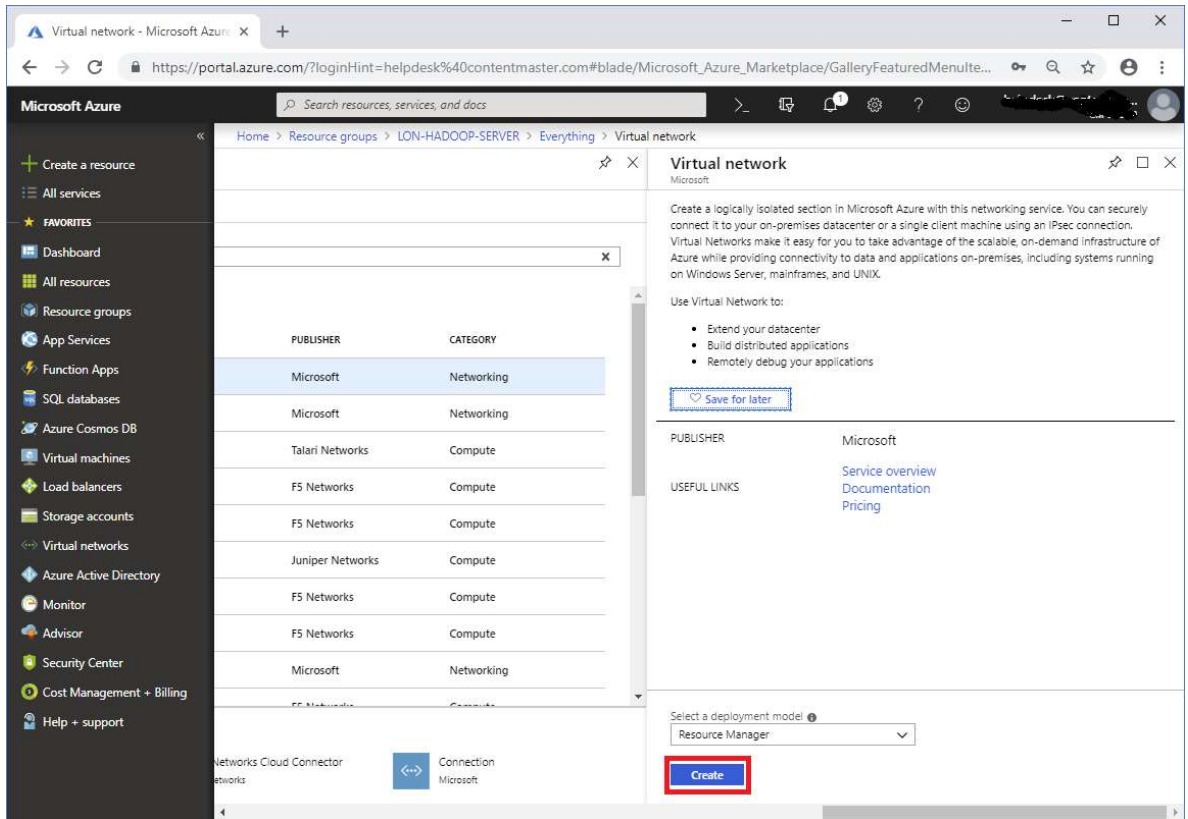 Virtual network - Microsoft Azure
https://portal.azure.com/?loginHint=helpdesk%40contentmaster.com#blade/Microsoft_Azure_Marketplace/GalleryFeaturedMenuIte...
Microsoft Azure
Search resources, services, and docs
1
Home > Resource groups > LON-HADOOP-SERVER > Everything > Virtual network
Create a resource
All services
FAVORITES
Dashboard
All resources
Resource groups
App Services
Function Apps
SQL databases
Azure Cosmos DB
Virtual machines
Load balancers
Storage accounts
Virtual networks
Azure Active Directory
Monitor
Advisor
Security Center
Cost Management + Billing
Help + support
PUBLISHER CATEGORY
Microsoft Networking
Microsoft Networking
Talari Networks Compute
F5 Networks Compute
F5 Networks Compute
Juniper Networks Compute
F5 Networks Compute
F5 Networks Compute
Microsoft Networking
F5 Networks Compute
Networks Cloud Connector
etworks
Connection
Microsoft
Virtual network
Microsoft
Create a logically isolated section in Microsoft Azure with this networking service. You can securely
connect it to your on-premises datacenter or a single client machine using an IPsec connection.
Virtual Networks make it easy for you to take advantage of the scalable, on-demand infrastructure of
Azure while providing connectivity to data and applications on-premises, including systems running
on Windows Server, mainframes, and UNIX.
Use Virtual Network to:
• Extend your datacenter
• Build distributed applications
• Remotely debug your applications
Save for later
PUBLISHER Microsoft
USEFUL LINKS
Service overview
Documentation
Pricing
Select a deployment model
Resource Manager
Create